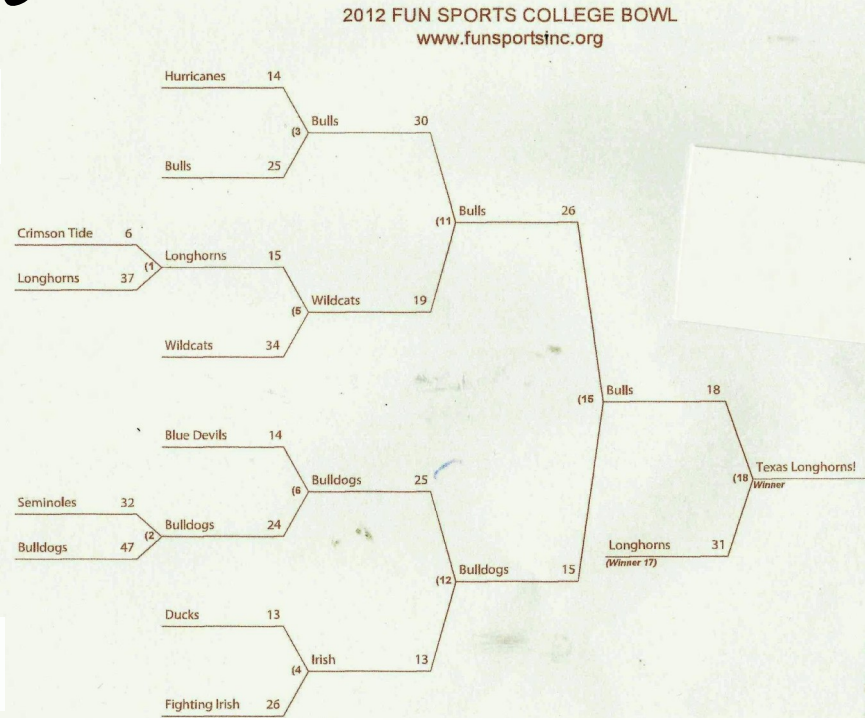 2012 FUN SPORTS COLLEGE BOWL
www.funsportsinc.org
Hurricanes 14
(3 Bulls 30
Bulls 25
(11 Bulls 26
Crimson Tide 6
(1 Longhorns 15
Longhorns 37
(5 Wildcats 19
Wildcats 34
(15 Bulls 18
Blue Devils 14
(6 Bulldogs 25
Seminoles 32
(2 Bulldogs 24
Bulldogs 47
(12 Bulldogs 15
Ducks 13
(4 Irish 13
Fighting Irish 26
(18 Texas Longhorns!
Winner
Longhorns 31
(Winner 17)